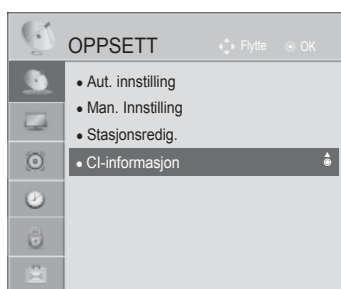 OPPSETT Flytte OK
• Aut. innstilling
• Man. Innstilling
• Stasjonsredig.
• CI-informasjon